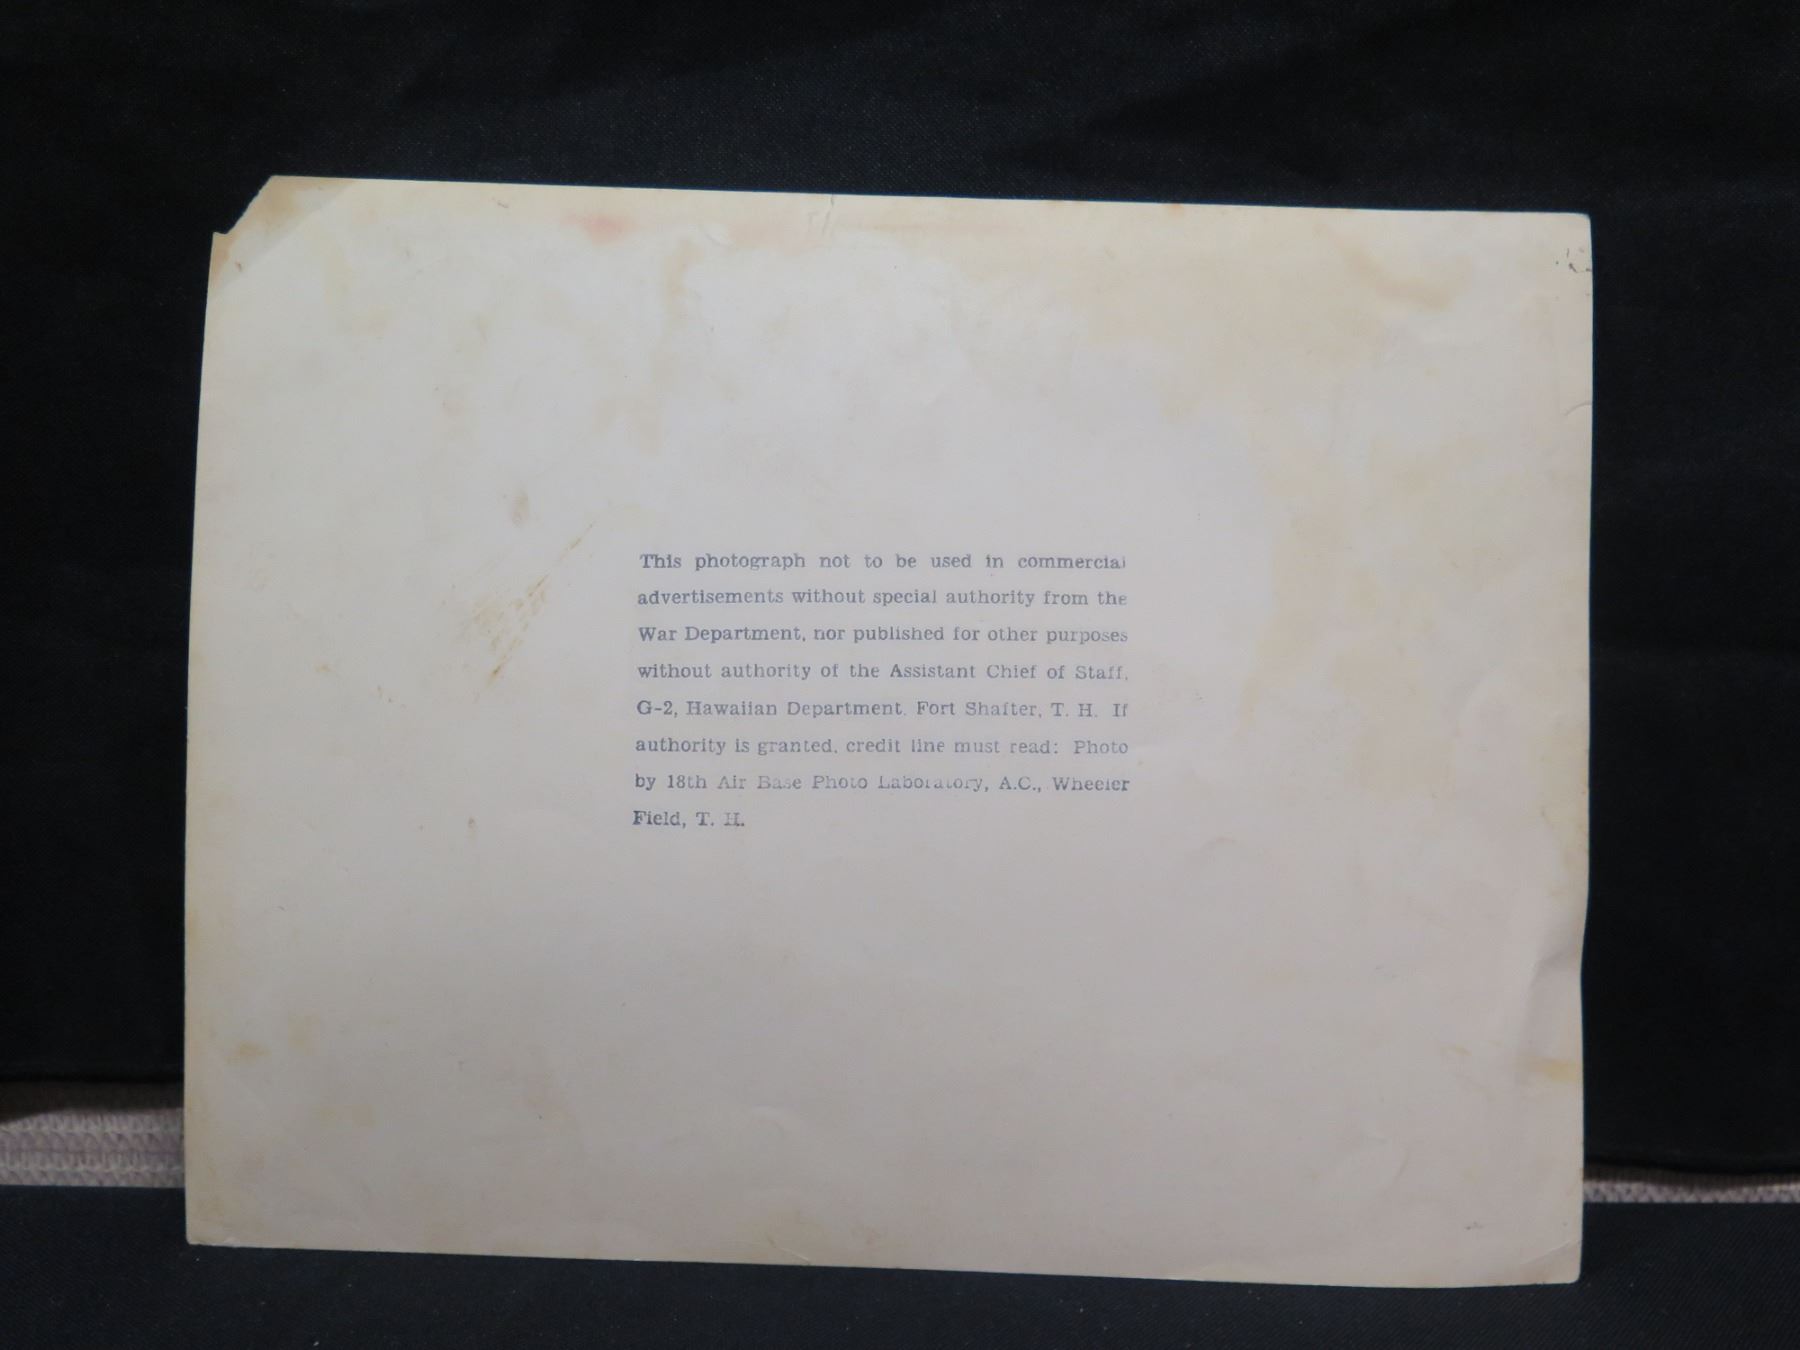 This photograph not to be used in commercial
advertisements without special authority from the
War Department, nor published for other purposes
without authority of the Assistant Chief of Staff,
G-2, Hawaiian Department, Fort Shafter, T. H. If
authority is granted, credit line must read: Photo
by 18th Air Base Photo Laboratory, A.C., Wheeler
Field, T. H.